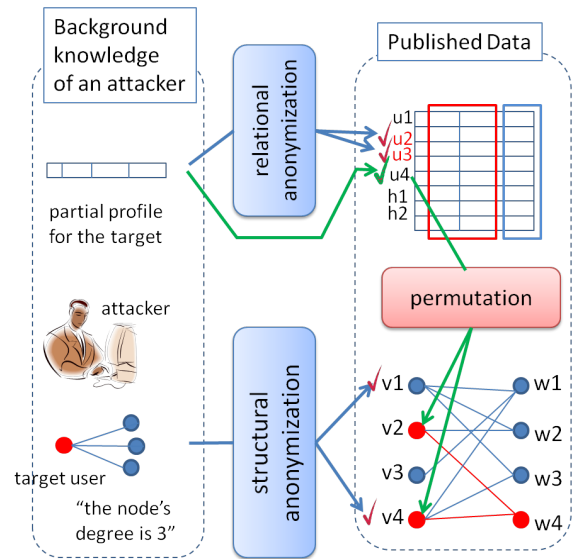 Background
knowledge
of an attacker
Published Data
relational
anonymization
u1
u2
u3
u4
h1
h2
partial profile
for the target
permutation
attacker
structural
anonymization
v1
v2
v3
v4
w1
w2
w3
w4
target user
“the node’s
degree is 3”